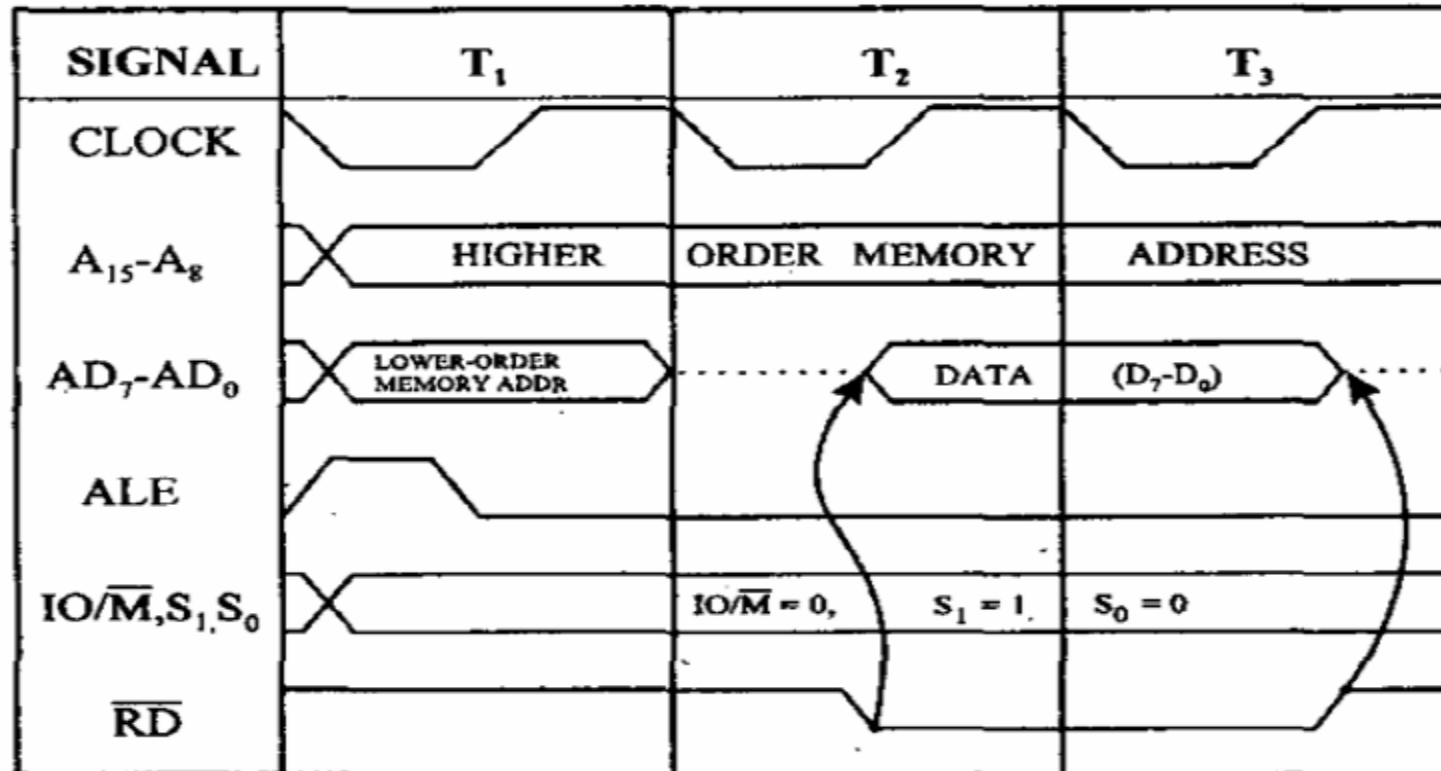 SIGNAL T₁ T₂ T₃
CLOCK
A₁₅-A₈ HIGHER ORDER MEMORY ADDRESS
AD₇-AD₀ LOWER-ORDER MEMORY ADDR DATA (D₇-D₀)
ALE
IO/M̅,S₁,S₀ IO/M̅ = 0, S₁ = 1 S₀ = 0
R̅D̅